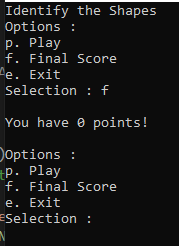 Identify the Shapes
Options :
p. Play
f. Final Score
e. Exit
Selection : f
You have 0 points!
Options :
p. Play
f. Final Score
e. Exit
Selection :